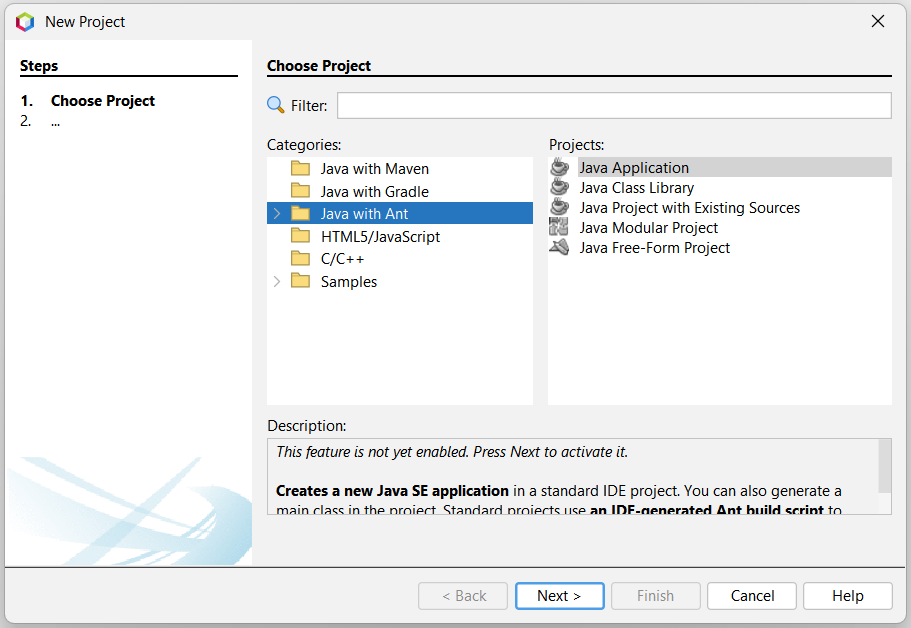 New Project
Steps
1. Choose Project
2. ...
Choose Project
Filter:
Categories:
Java with Maven
Java with Gradle
Java with Ant
HTML5/JavaScript
C/C++
Samples
Projects:
Java Application
Java Class Library
Java Project with Existing Sources
Java Modular Project
Java Free-Form Project
Description:
This feature is not yet enabled. Press Next to activate it.
Creates a new Java SE application in a standard IDE project. You can also generate a
main class in the project. Standard projects use an IDE-generated Ant build script to
< Back
Next >
Finish
Cancel
Help